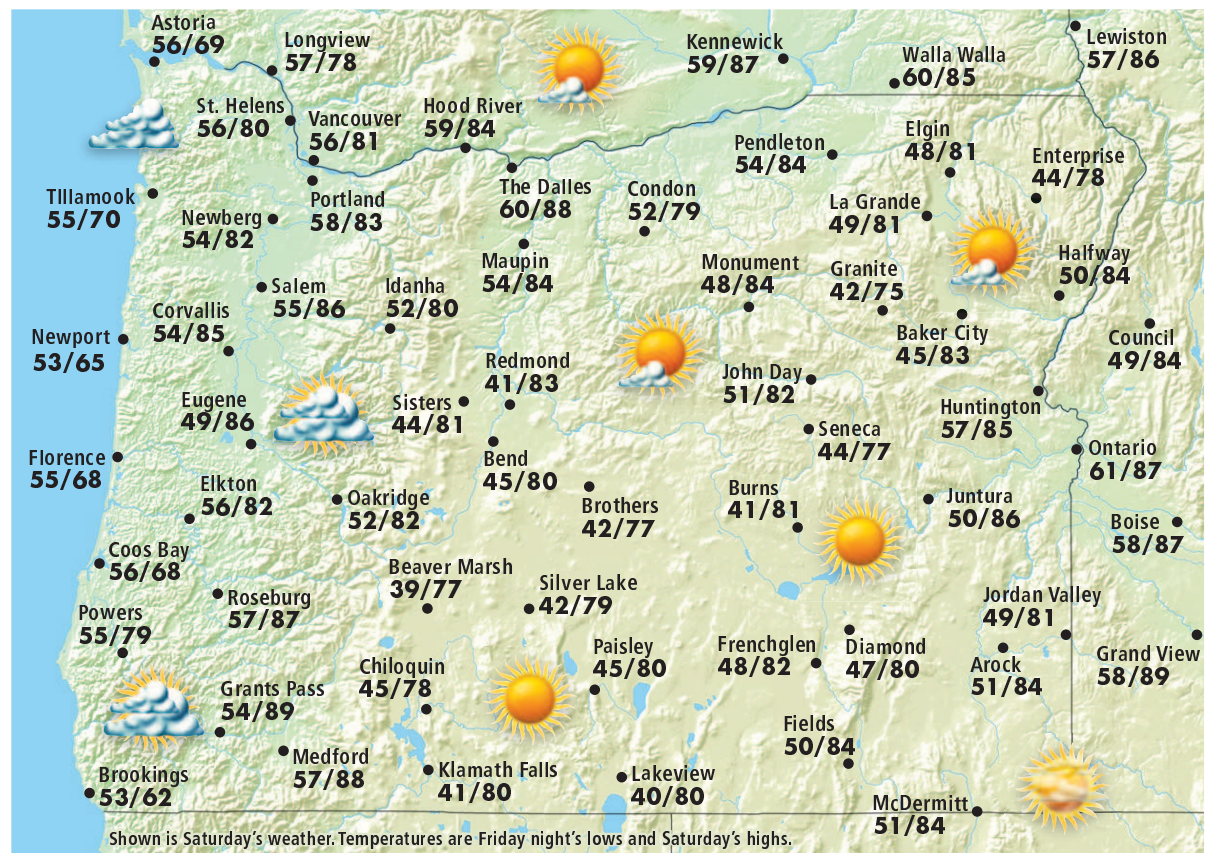 Astoria
56/69
Longview
57/78
Kennewick
59/87
Walla Walla
60/85
Lewiston
57/86
St. Helens
56/80
Vancouver
56/81
Hood River
59/84
Pendleton
54/84
Elgin
48/81
Enterprise
44/78
TIllamook
55/70
Newberg
54/82
Portland
58/83
The Dalles
60/88
Condon
52/79
La Grande
49/81
Maupin
54/84
Monument
48/84
Granite
42/75
Halfway
50/84
Salem
55/86
Idanha
52/80
Corvallis
54/85
Newport
53/65
Baker City
45/83
Council
49/84
Redmond
41/83
John Day
51/82
Eugene
49/86
Sisters
44/81
Huntington
57/85
Seneca
44/77
Ontario
61/87
Florence
55/68
Bend
45/80
Elkton
56/82
Oakridge
52/82
Brothers
42/77
Burns
41/81
Juntura
50/86
Boise
58/87
Coos Bay
56/68
Beaver Marsh
39/77
Silver Lake
42/79
Roseburg
57/87
Powers
55/79
Jordan Valley
49/81
Paisley
45/80
Frenchglen
48/82
Diamond
47/80
Arock
51/84
Grand View
58/89
Chiloquin
45/78
Grants Pass
54/89
Medford
57/88
Fields
50/84
Brookings
53/62
Klamath Falls
41/80
Lakeview
40/80
McDermitt
51/84
Shown is Saturday's weather. Temperatures are Friday night's lows and Saturday's highs.